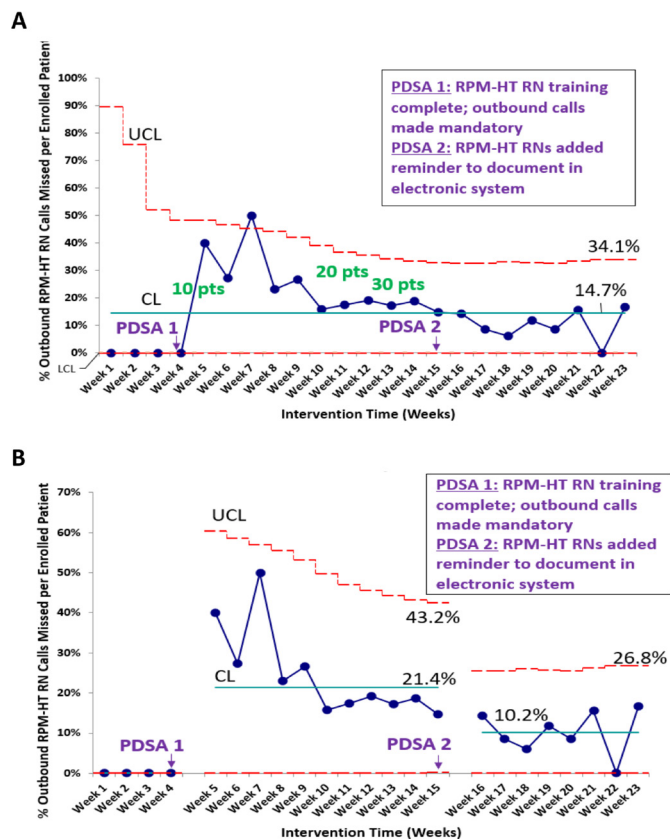 A
% Outbound RPM-HT RN Calls Missed per Enrolled Patient
100%
90%
80%
70%
60%
50%
40%
30%
20%
10%
0%
LCL
UCL
CL
PDSA 1: RPM-HT RN training
complete; outbound calls
made mandatory
PDSA 2: RPM-HT RNs added
reminder to document in
electronic system
34.1%
14.7%
10 pts
20 pts
30 pts
PDSA 1
PDSA 2
Week 1
Week 2
Week 3
Week 4
Week 5
Week 6
Week 7
Week 8
Week 9
Week 10
Week 11
Week 12
Week 13
Week 14
Week 15
Week 16
Week 17
Week 18
Week 19
Week 20
Week 21
Week 22
Week 23
Intervention Time (Weeks)
B
% Outbound RPM-HT RN Calls Missed per Enrolled Patient
70%
60%
50%
40%
30%
20%
10%
0%
UCL
CL
PDSA 1: RPM-HT RN training
complete; outbound calls
made mandatory
PDSA 2: RPM-HT RNs added
reminder to document in
electronic system
43.2%
21.4%
26.8%
10.2%
PDSA 1
PDSA 2
Week 1
Week 2
Week 3
Week 4
Week 5
Week 6
Week 7
Week 8
Week 9
Week 10
Week 11
Week 12
Week 13
Week 14
Week 15
Week 16
Week 17
Week 18
Week 19
Week 20
Week 21
Week 22
Week 23
Intervention Time (Weeks)